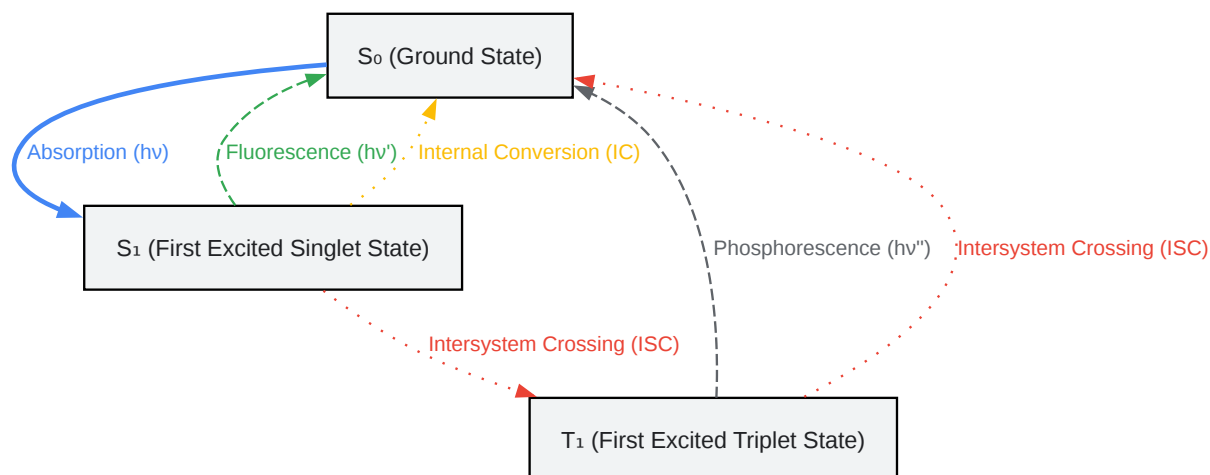 S₀ (Ground State)
Absorption (hν)
Fluorescence (hν')
Internal Conversion (IC)
S₁ (First Excited Singlet State)
Phosphorescence (hν'')
Intersystem Crossing (ISC)
Intersystem Crossing (ISC)
T₁ (First Excited Triplet State)